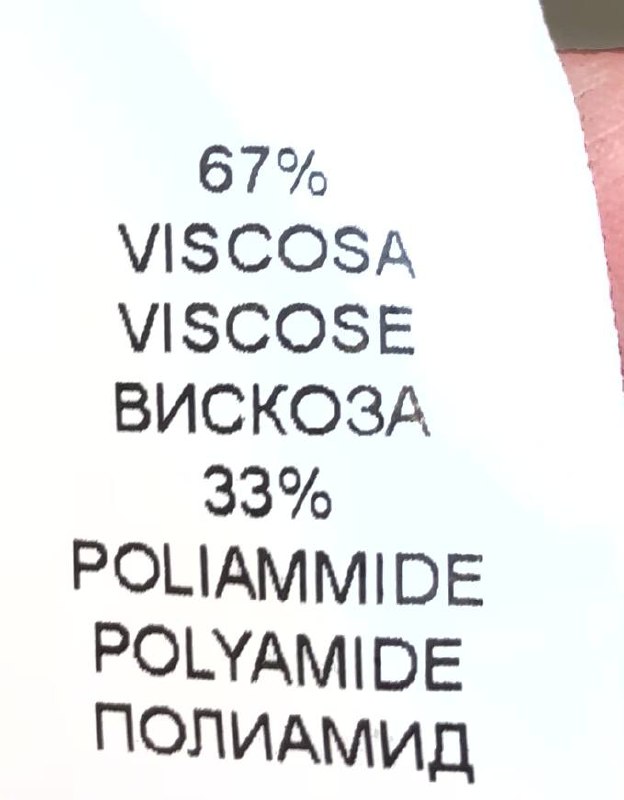 67%
VISCOSA
VISCOSE
ВИСКОЗА
33%
POLIAMMIDE
POLYAMIDE
ПОЛИАМИД